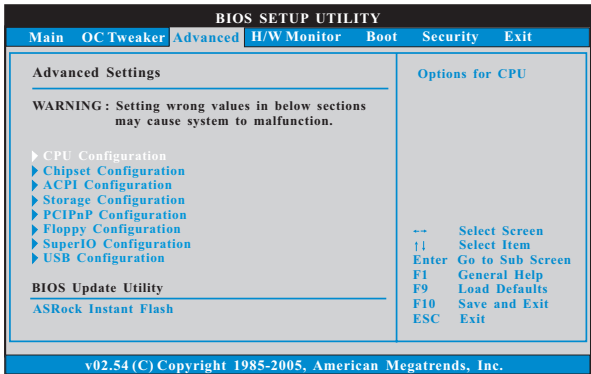 BIOS SETUP UTILITY
Main OC Tweaker Advanced H/W Monitor Boot Security Exit
Advanced Settings
WARNING : Setting wrong values in below sections
may cause system to malfunction.
CPU Configuration
Chipset Configuration
ACPI Configuration
Storage Configuration
PCIPnP Configuration
Floppy Configuration
SuperIO Configuration
USB Configuration
BIOS Update Utility
ASRock Instant Flash
Options for CPU
←→ Select Screen
↑↓ Select Item
Enter Go to Sub Screen
F1 General Help
F9 Load Defaults
F10 Save and Exit
ESC Exit
v02.54 (C) Copyright 1985-2005, American Megatrends, Inc.